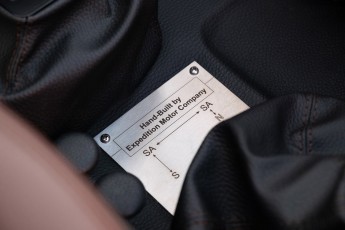 Hand-Built by
Expedition Motor Company
SA
N
SA
S